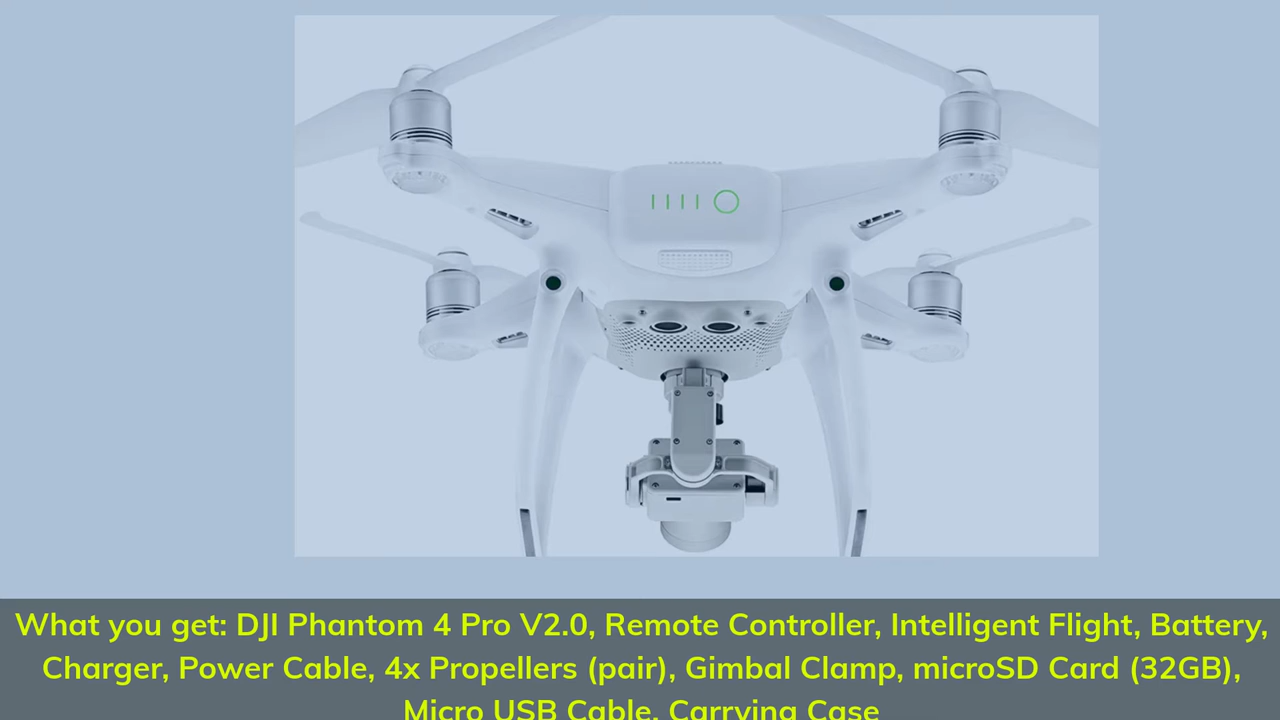 What you get: DJI Phantom 4 Pro V2.0, Remote Controller, Intelligent Flight, Battery,
Charger, Power Cable, 4x Propellers (pair), Gimbal Clamp, microSD Card (32GB),
Micro USB Cable, Carrying Case